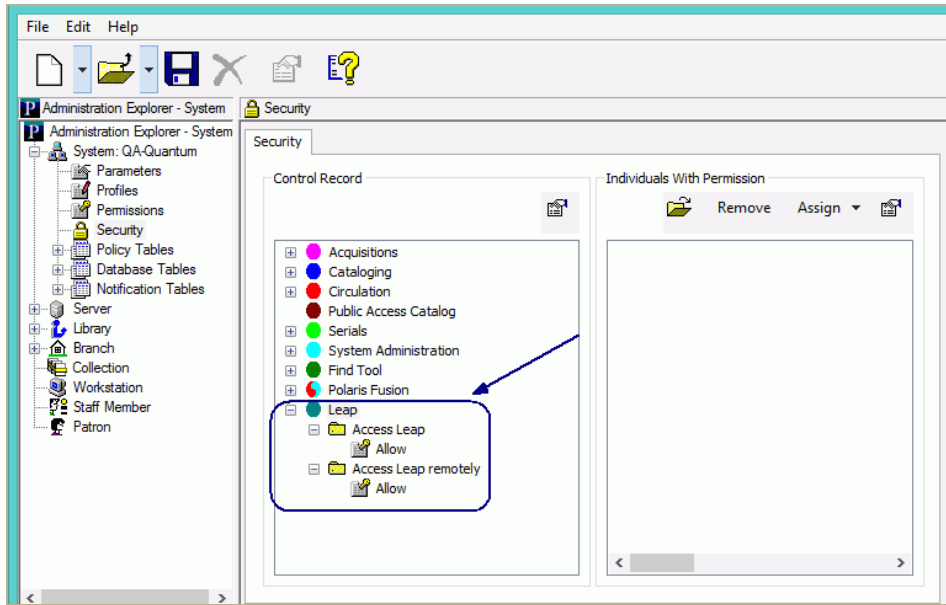 File Edit Help
Administration Explorer - System
Security
Administration Explorer - System
System: QA-Quantum
Parameters
Profiles
Permissions
Security
Policy Tables
Database Tables
Notification Tables
Server
Library
Branch
Collection
Workstation
Staff Member
Patron
Security
Control Record
Acquisitions
Cataloging
Circulation
Public Access Catalog
Serials
System Administration
Find Tool
Polaris Fusion
Leap
Access Leap
Allow
Access Leap remotely
Allow
Individuals With Permission
Remove Assign